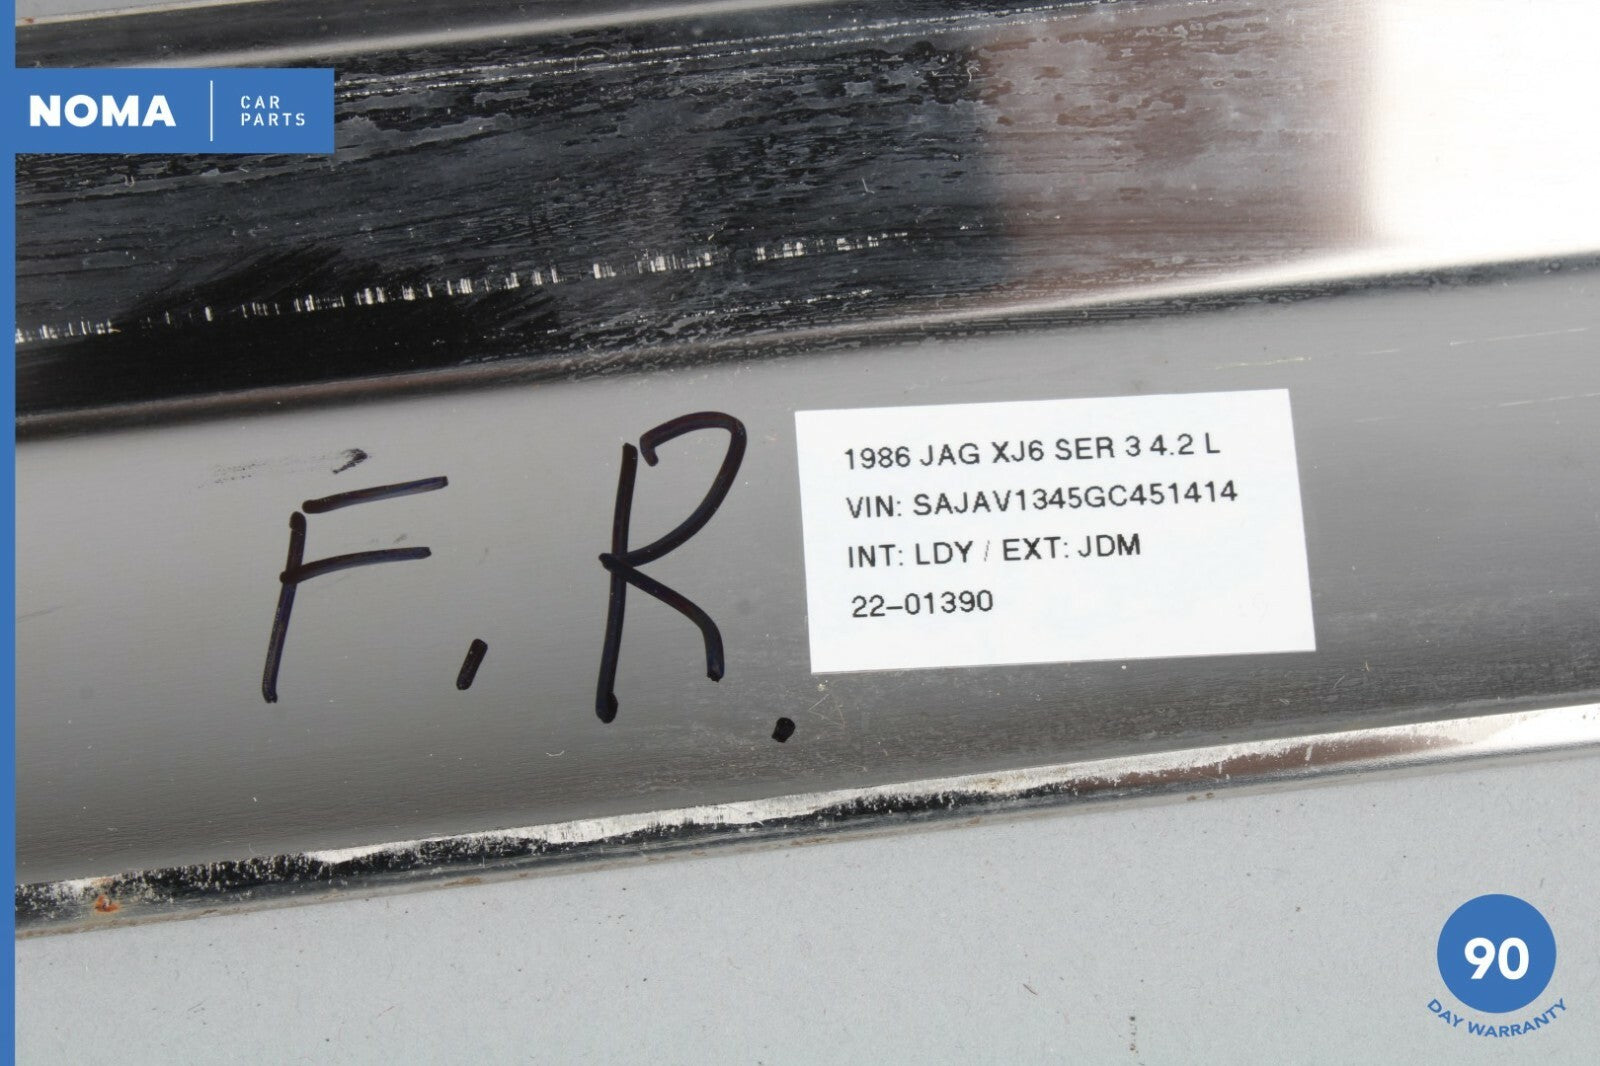 NOMA
CAR
PARTS
F.R.
1986 JAG XJ6 SER 3 4.2 L
VIN: SAJAV1345GC451414
INT: LDY / EXT: JDM
22-01390
90
DAY WARRANTY